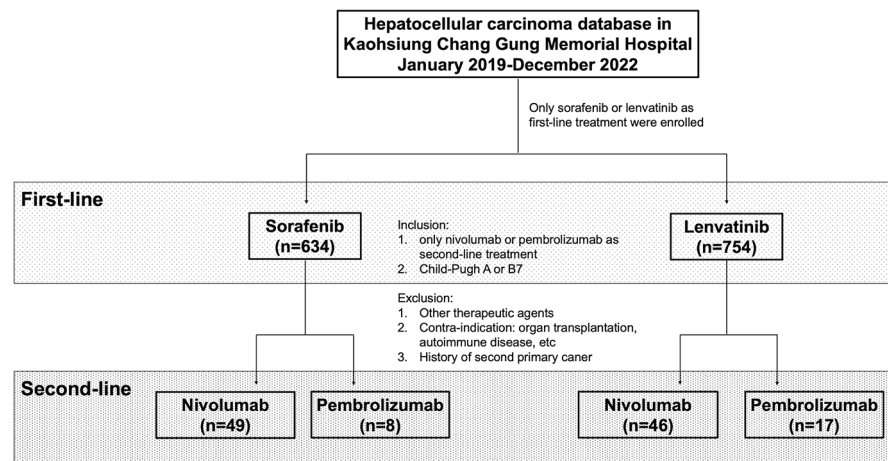 Hepatocellular carcinoma database in
Kaohsiung Chang Gung Memorial Hospital
January 2019-December 2022
Only sorafenib or lenvatinib as
first-line treatment were enrolled
First-line
Sorafenib
(n=634)
Inclusion:
1. only nivolumab or pembrolizumab as
second-line treatment
2. Child-Pugh A or B7
Lenvatinib
(n=754)
Exclusion:
1. Other therapeutic agents
2. Contra-indication: organ transplantation,
autoimmune disease, etc
3. History of second primary caner
Second-line
Nivolumab
(n=49)
Pembrolizumab
(n=8)
Nivolumab
(n=46)
Pembrolizumab
(n=17)